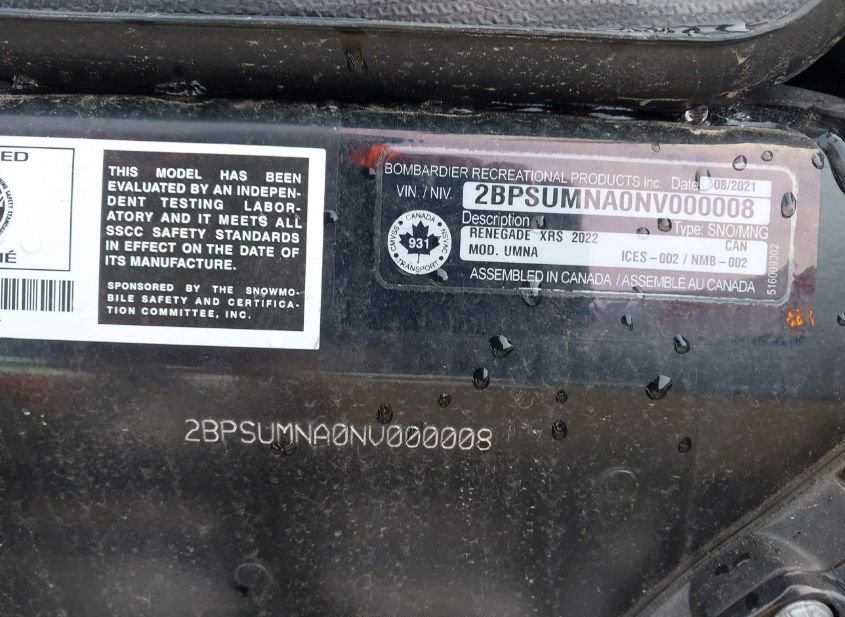 THIS MODEL HAS BEEN
EVALUATED BY AN INDEPEN-
DENT TESTING LABOR-
ATORY AND IT MEETS ALL
SSCC SAFETY STANDARDS
IN EFFECT ON THE DATE OF
ITS MANUFACTURE.
SPONSORED BY THE SNOWMO-
BILE SAFETY AND CERTIFICA-
TION COMMITTEE, INC.
BOMBARDIER RECREATIONAL PRODUCTS Inc. Date 08/2021
VIN. / NIV. 2BPSUMNA0NV000008
Description Type: SNO/MNG
RENEGADE XRS 2022 CAN
MOD. UMNA ICES-002 / NMB-002
ASSEMBLED IN CANADA / ASSEMBLÉ AU CANADA
CANADA
CMVSS NSVAC
931
TRANSPORT
516009302
2BPSUMNA0NV000008